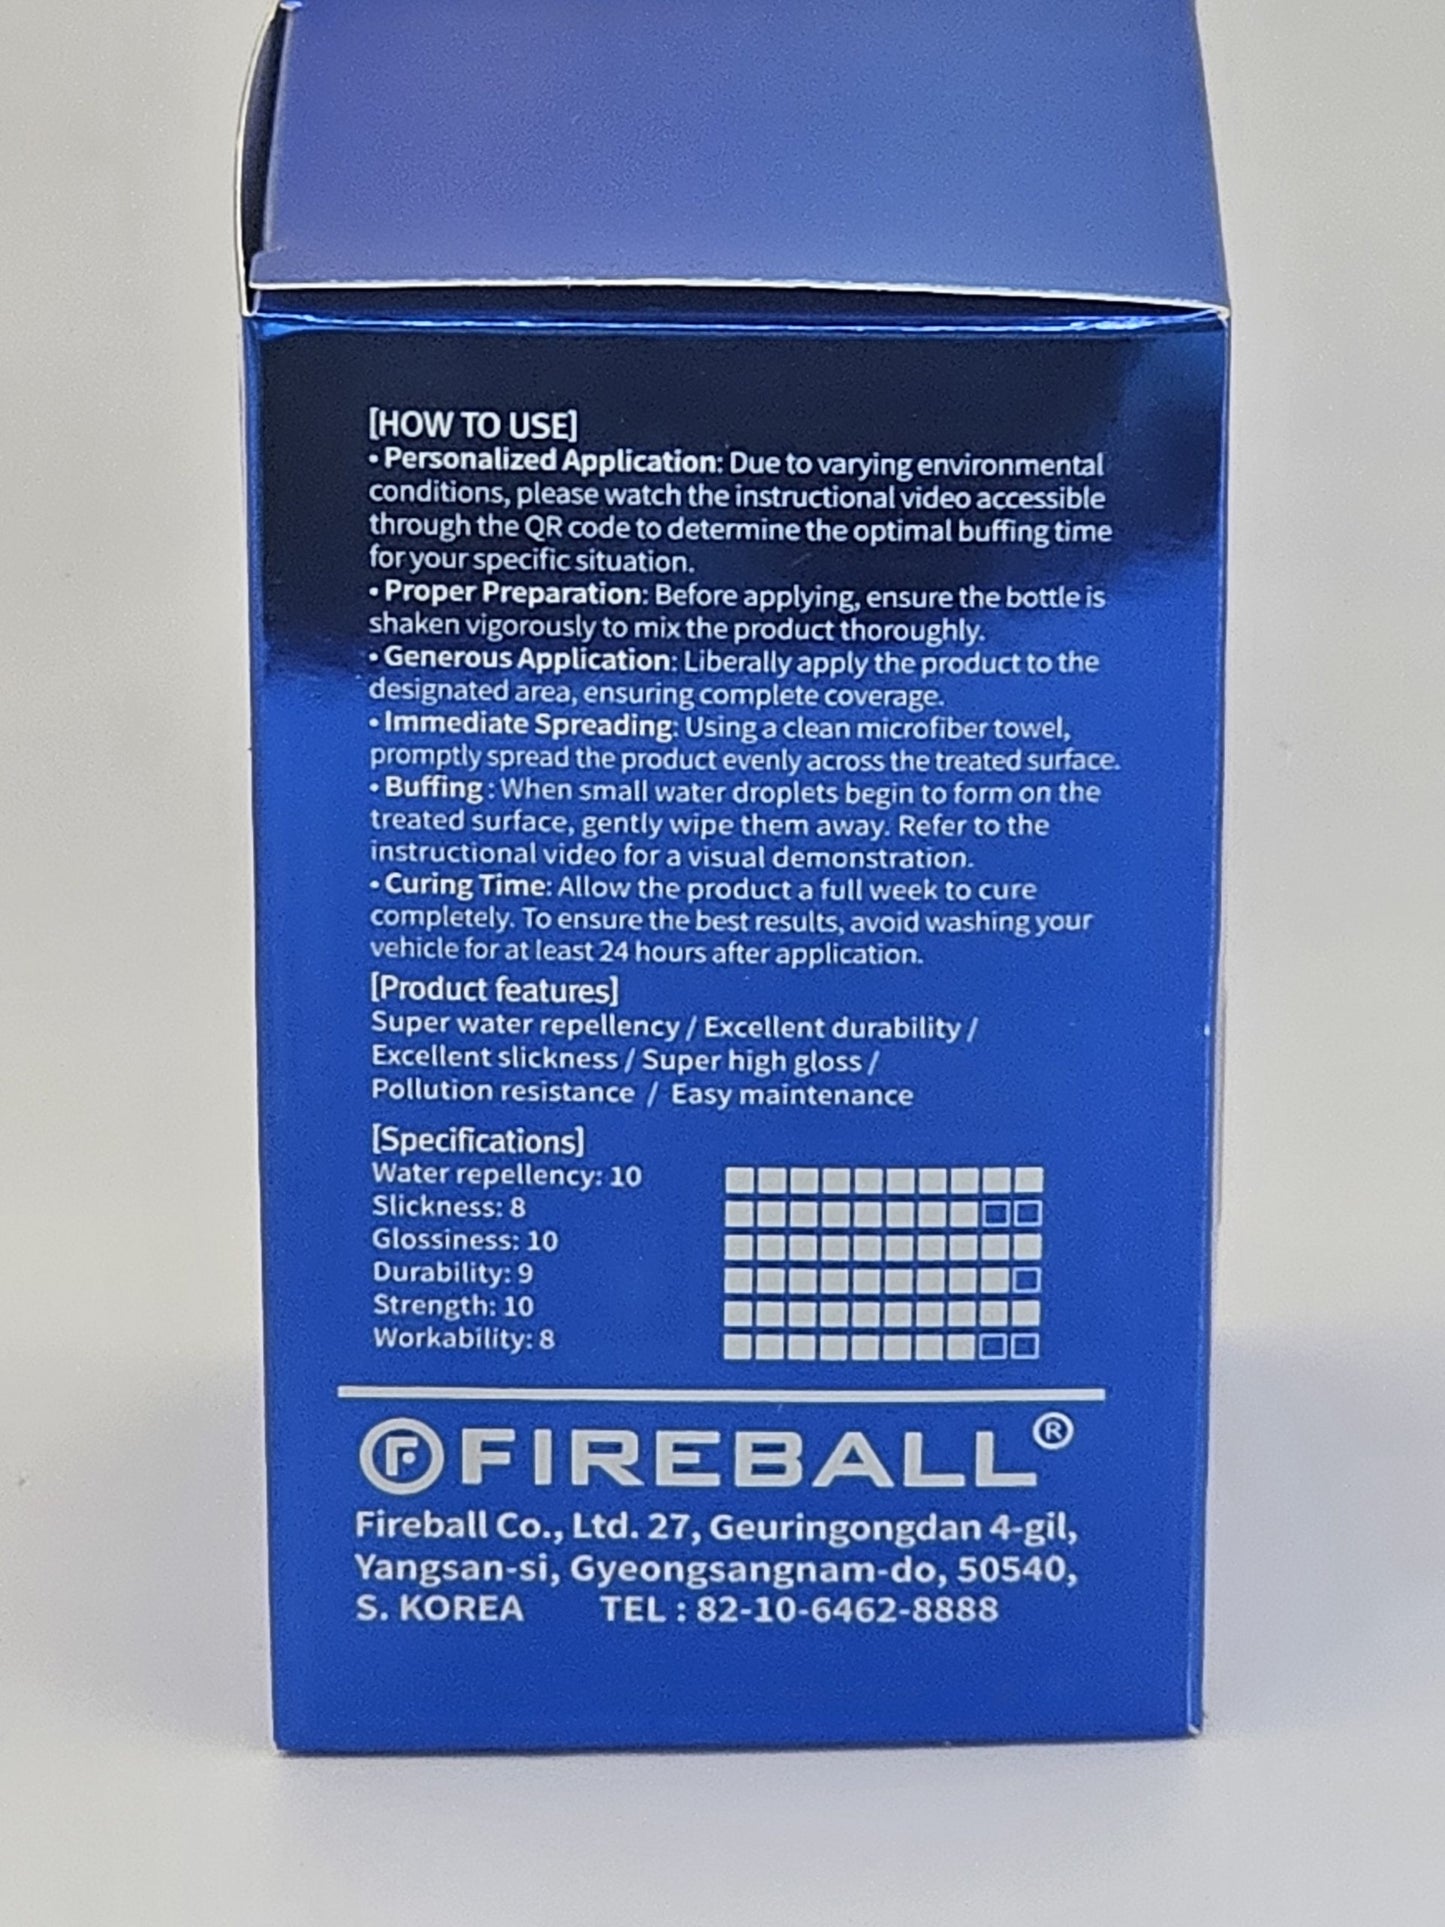 [HOW TO USE]
• Personalized Application: Due to varying environmental
conditions, please watch the instructional video accessible
through the QR code to determine the optimal buffing time
for your specific situation.
• Proper Preparation: Before applying, ensure the bottle is
shaken vigorously to mix the product thoroughly.
• Generous Application: Liberally apply the product to the
designated area, ensuring complete coverage.
• Immediate Spreading: Using a clean microfiber towel,
promptly spread the product evenly across the treated surface.
• Buffing : When small water droplets begin to form on the
treated surface, gently wipe them away. Refer to the
instructional video for a visual demonstration.
• Curing Time: Allow the product a full week to cure
completely. To ensure the best results, avoid washing your
vehicle for at least 24 hours after application.
[Product features]
Super water repellency / Excellent durability /
Excellent slickness / Super high gloss /
Pollution resistance / Easy maintenance
[Specifications]
Water repellency: 10
Slickness: 8
Glossiness: 10
Durability: 9
Strength: 10
Workability: 8
FIREBALL®
Fireball Co., Ltd. 27, Geuringongdan 4-gil,
Yangsan-si, Gyeongsangnam-do, 50540,
S. KOREA TEL : 82-10-6462-8888